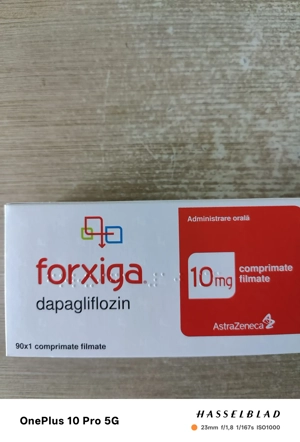 Administrare orală
forxiga
10mg
comprimate
filmate
dapagliflozin
AstraZeneca
90x1 comprimate filmate
OnePlus 10 Pro 5G
HASSELBLAD
23mm f/1,8 1/167s ISO1000